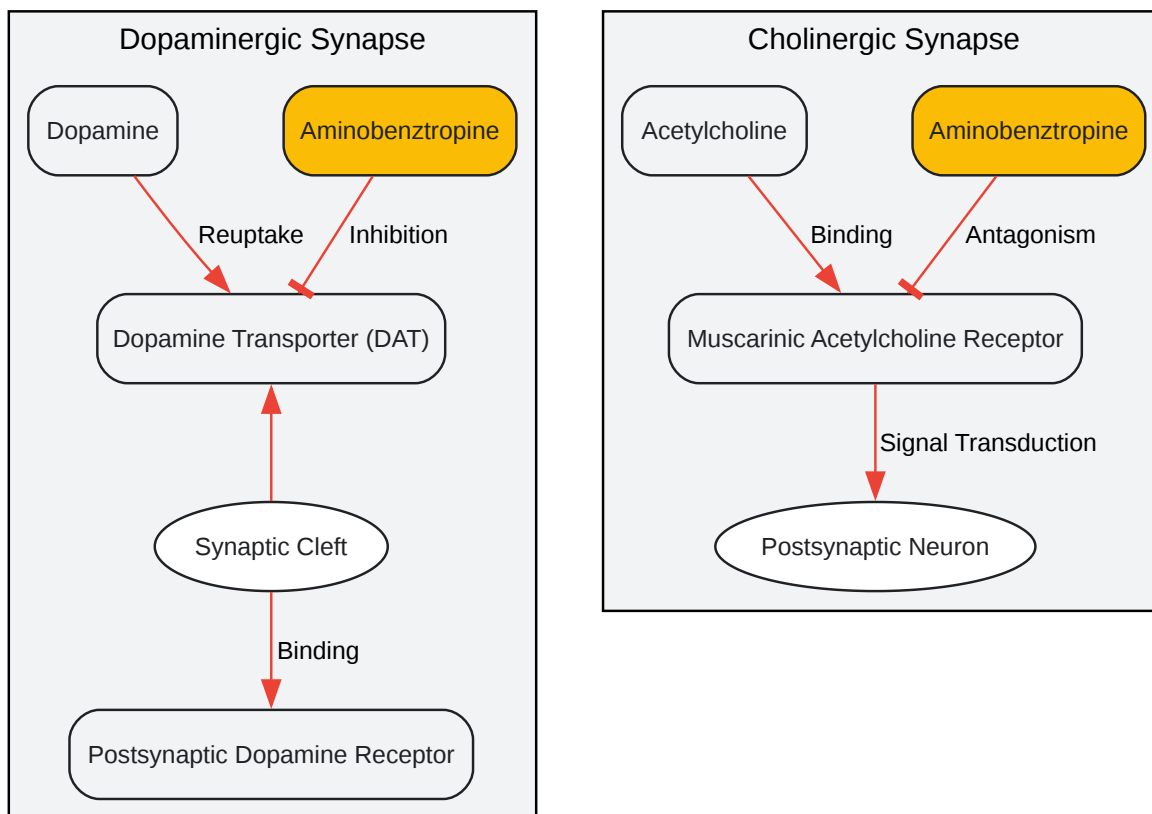 Dopaminergic Synapse
Dopamine
Aminobenztropine
Reuptake
Inhibition
Dopamine Transporter (DAT)
Synaptic Cleft
Binding
Postsynaptic Dopamine Receptor
Cholinergic Synapse
Acetylcholine
Aminobenztropine
Binding
Antagonism
Muscarinic Acetylcholine Receptor
Signal Transduction
Postsynaptic Neuron